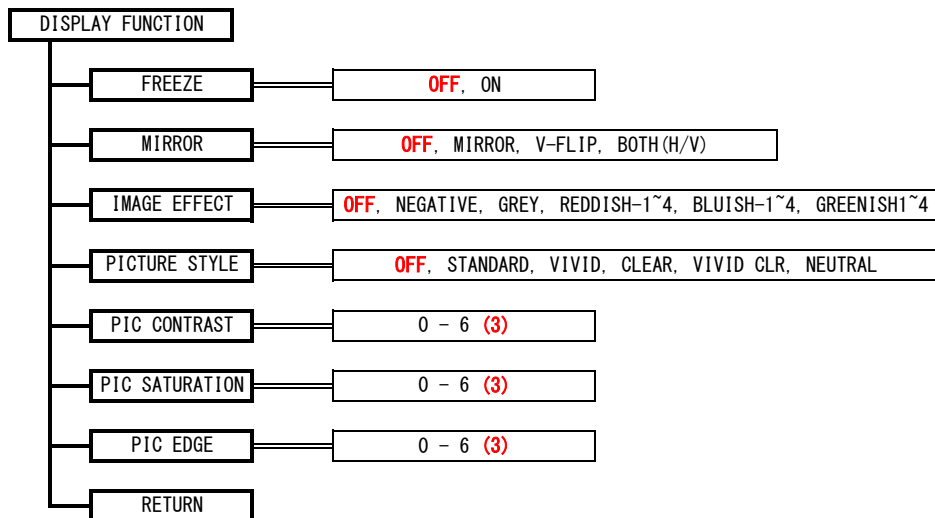 DISPLAY FUNCTION
FREEZE OFF, ON
MIRROR OFF, MIRROR, V-FLIP, BOTH(H/V)
IMAGE EFFECT OFF, NEGATIVE, GREY, REDDISH-1~4, BLUISH-1~4, GREENISH1~4
PICTURE STYLE OFF, STANDARD, VIVID, CLEAR, VIVID CLR, NEUTRAL
PIC CONTRAST 0 - 6 (3)
PIC SATURATION 0 - 6 (3)
PIC EDGE 0 - 6 (3)
RETURN